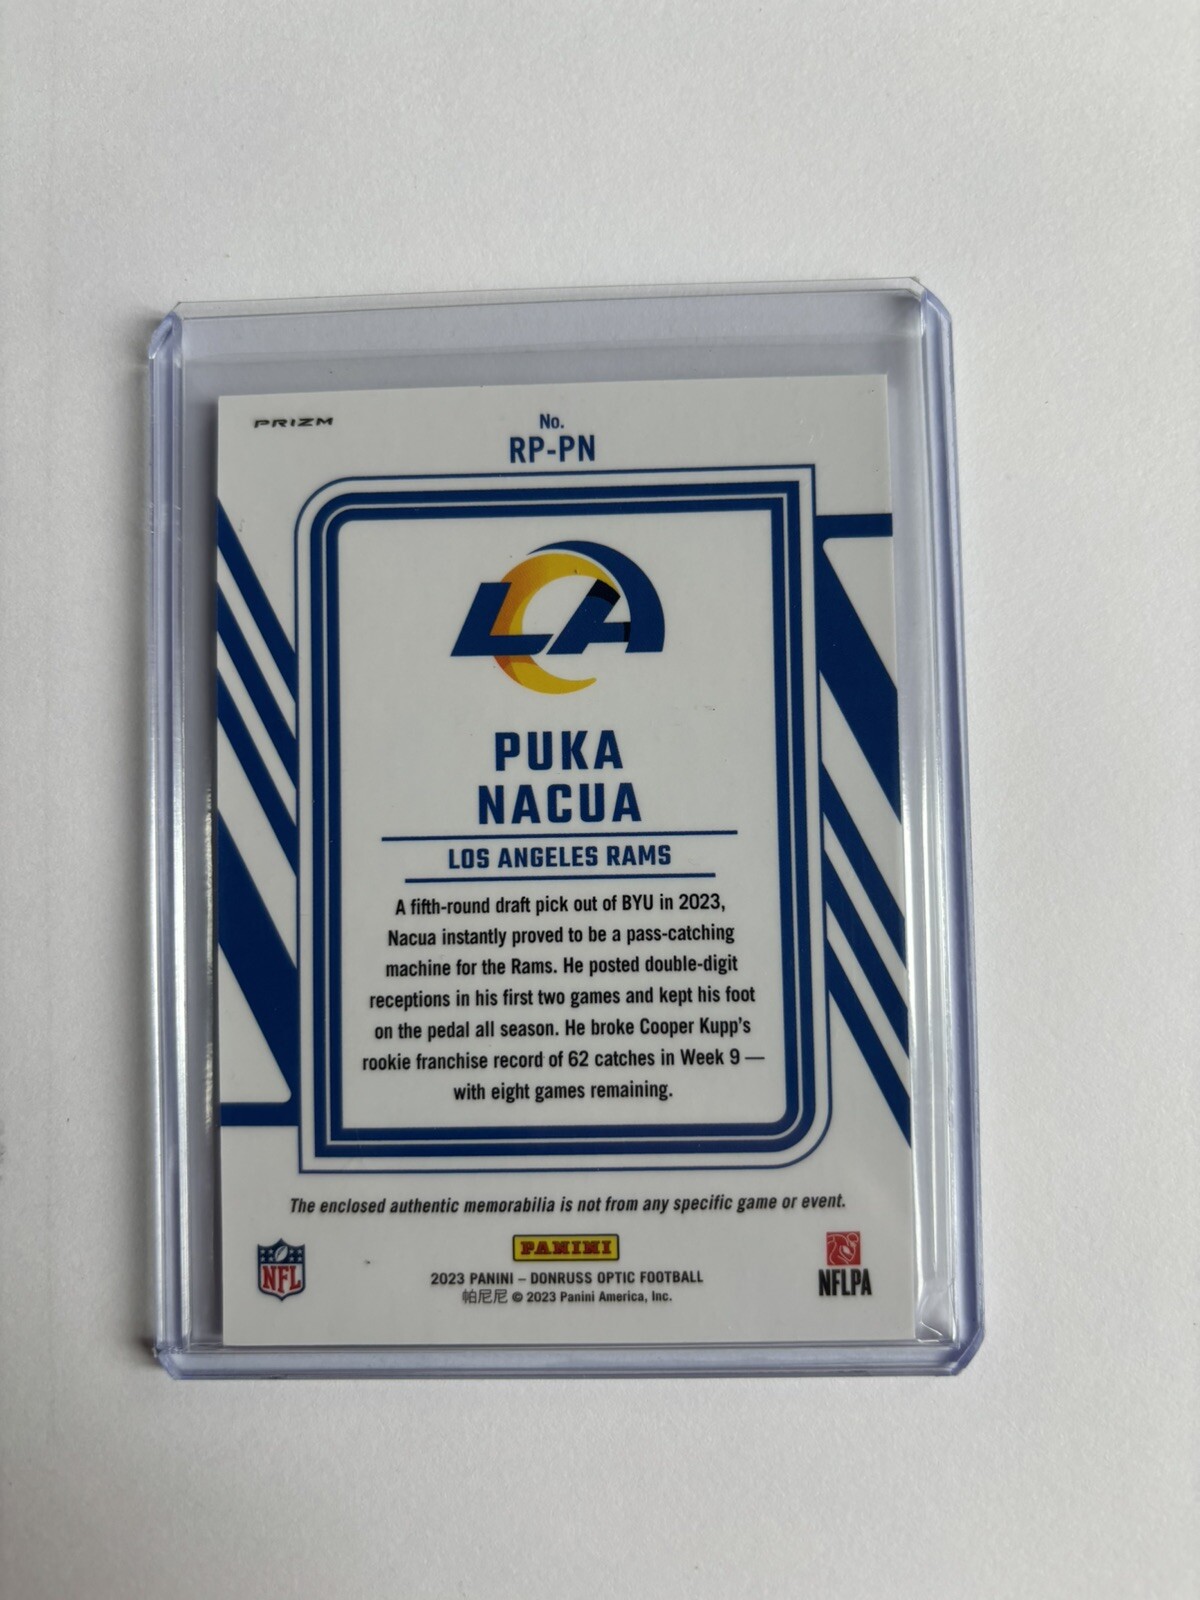 PRIZM
No.
RP-PN
LA
PUKA
NACUA
LOS ANGELES RAMS
A fifth-round draft pick out of BYU in 2023,
Nacua instantly proved to be a pass-catching
machine for the Rams. He posted double-digit
receptions in his first two games and kept his foot
on the pedal all season. He broke Cooper Kupp's
rookie franchise record of 62 catches in Week 9 —
with eight games remaining.
The enclosed authentic memorabilia is not from any specific game or event.
NFL
PANINI
2023 PANINI – DONRUSS OPTIC FOOTBALL
帕尼尼 © 2023 Panini America, Inc.
NFLPA